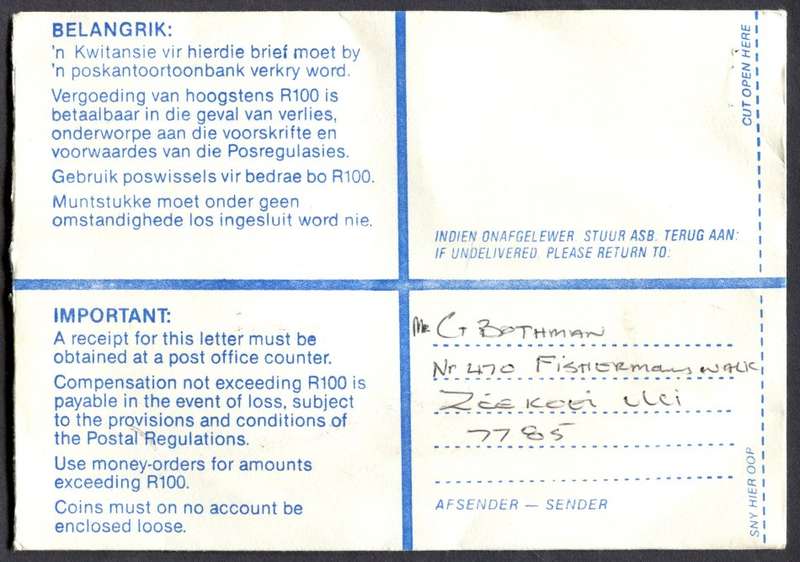 BELANGRIK:
'n Kwitansie vir hierdie brief moet by
'n poskantoortoonbank verkry word.
Vergoeding van hoogstens R100 is
betaalbaar in die geval van verlies,
onderworpe aan die voorskrifte en
voorwaardes van die Posregulasies.
Gebruik poswissels vir bedrae bo R100.
Muntstukke moet onder geen
omstandighede los ingesluit word nie.
CUT OPEN HERE
INDIEN ONAFGELEWER. STUUR ASB. TERUG AAN:
IF UNDELIVERED. PLEASE RETURN TO:
IMPORTANT:
A receipt for this letter must be
obtained at a post office counter.
Compensation not exceeding R100 is
payable in the event of loss, subject
to the provisions and conditions of
the Postal Regulations.
Use money-orders for amounts
exceeding R100.
Coins must on no account be
enclosed loose.
Mr G BOTHMAN
Nr 470 Fishermans WALK
Zeekoei Vlei
7785
AFSENDER — SENDER
SNY HIER OOP